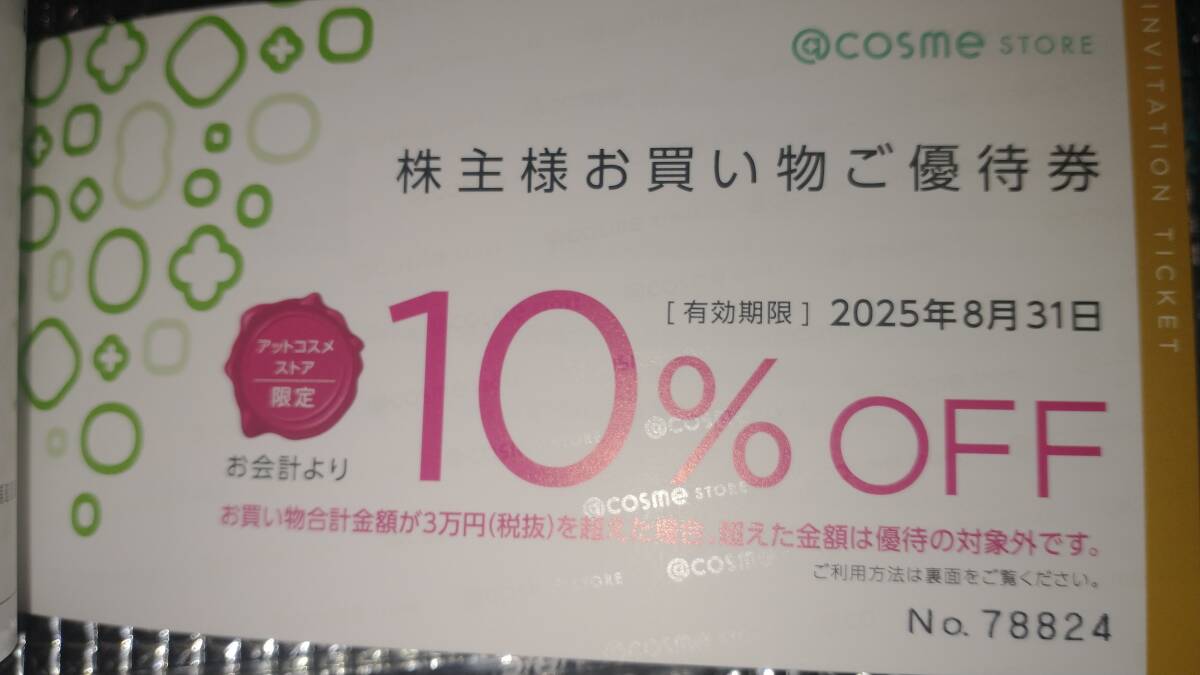 @cosme STORE
INVITATION TICKET
株主様お買い物ご優待券
[有効期限] 2025年8月31日
アットコスメ
ストア
限定
お会計より
10% OFF
@cosme STORE
お買い物合計金額が3万円(税抜)を超えた場合、超えた金額は優待の対象外です。
@cosme
STORE
ご利用方法は裏面をご覧ください。
No. 78824